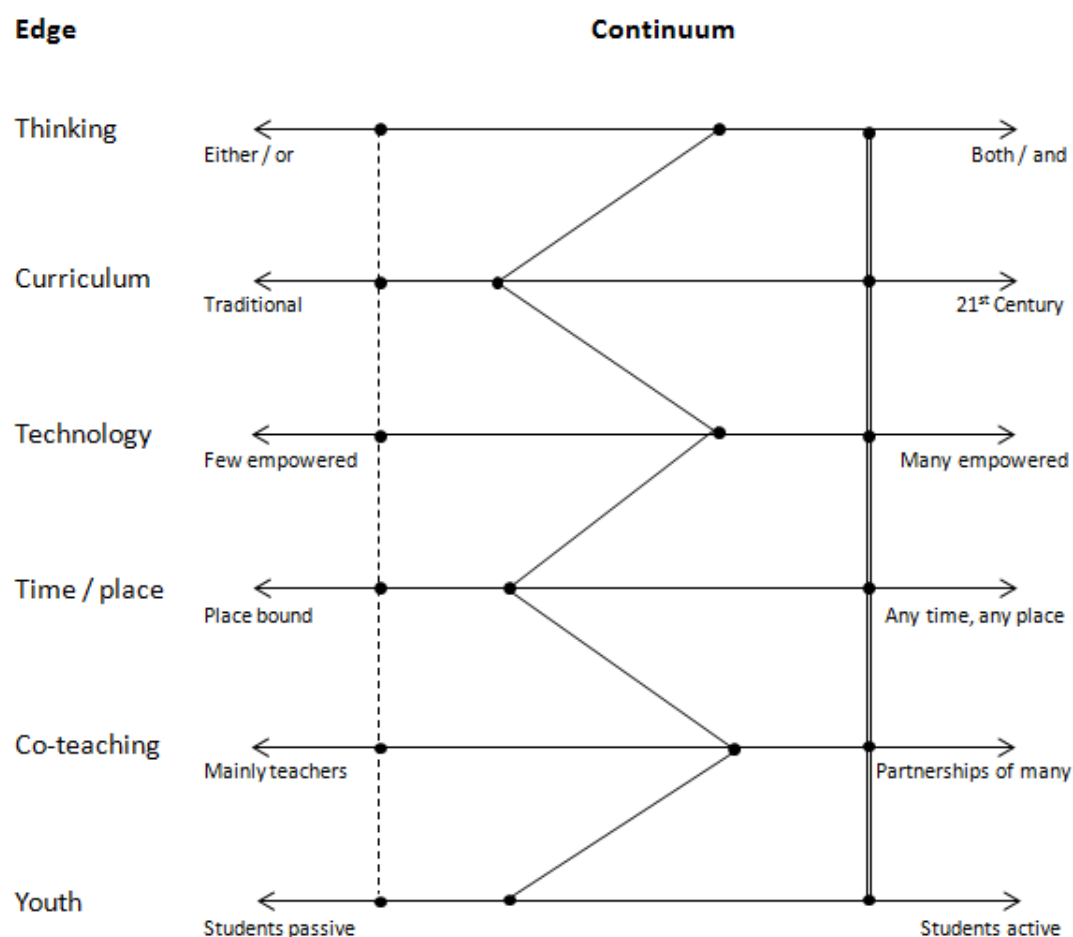 Edge Continuum
Thinking
Either / or Both / and
Curriculum
Traditional 21st Century
Technology
Few empowered Many empowered
Time / place
Place bound Any time, any place
Co-teaching
Mainly teachers Partnerships of many
Youth
Students passive Students active